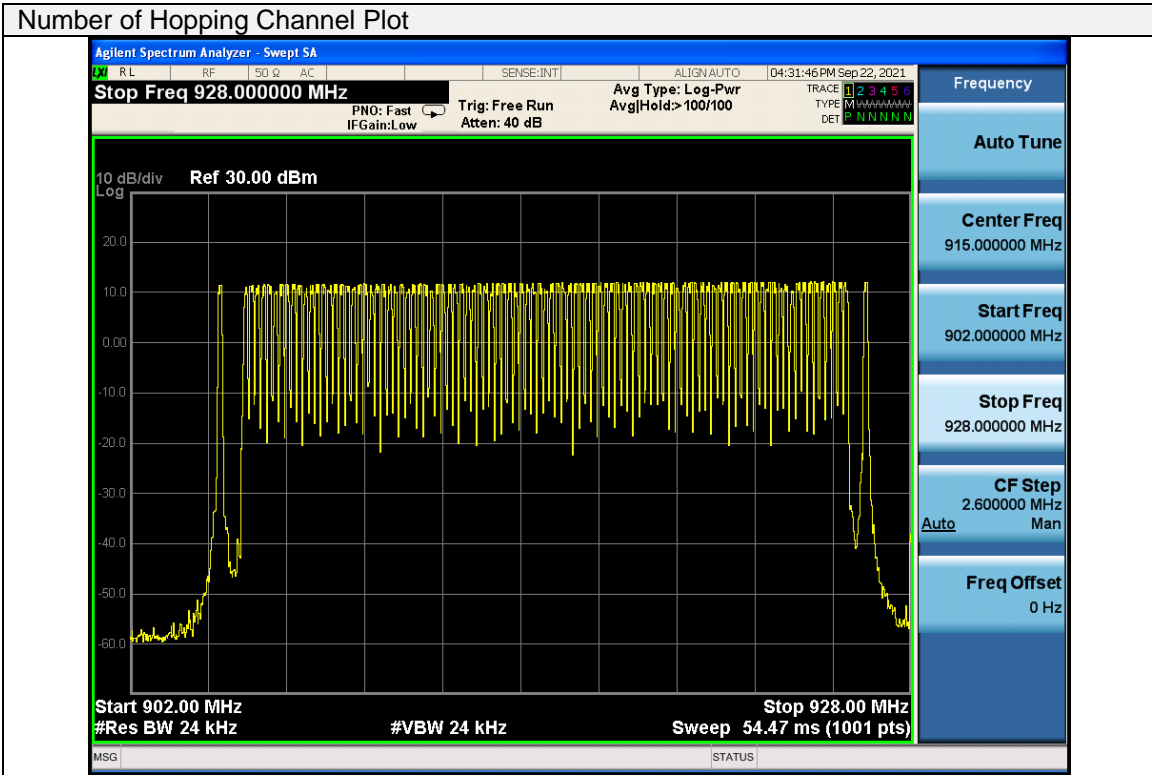 Number of Hopping Channel Plot
Agilent Spectrum Analyzer - Swept SA
LXI RL RF 50 Ω AC SENSE:INT ALIGN AUTO 04:31:46 PM Sep 22, 2021
Stop Freq 928.000000 MHz
PNO: Fast
IFGain:Low
Trig: Free Run
Atten: 40 dB
Avg Type: Log-Pwr
Avg|Hold:>100/100
TRACE 1 2 3 4 5 6
TYPE M WWWWW
DET P N N N N N
Frequency
Auto Tune
Center Freq
915.000000 MHz
Start Freq
902.000000 MHz
Stop Freq
928.000000 MHz
CF Step
2.600000 MHz
Auto Man
Freq Offset
0 Hz
10 dB/div Ref 30.00 dBm
Log
20.0
10.0
0.00
-10.0
-20.0
-30.0
-40.0
-50.0
-60.0
Start 902.00 MHz Stop 928.00 MHz
#Res BW 24 kHz #VBW 24 kHz Sweep 54.47 ms (1001 pts)
MSG STATUS